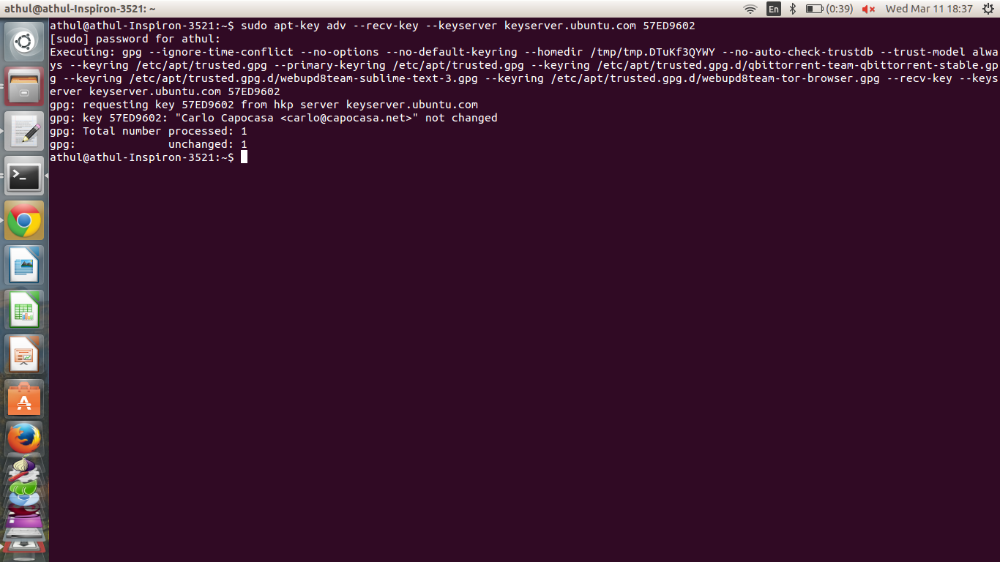 athul@athul-Inspiron-3521: ~
En
(0:39)
Wed Mar 11 18:37
athul@athul-Inspiron-3521:~$ sudo apt-key adv --recv-key --keyserver keyserver.ubuntu.com 57ED9602
[sudo] password for athul:
Executing: gpg --ignore-time-conflict --no-options --no-default-keyring --homedir /tmp/tmp.DTuKf3QYWY --no-auto-check-trustdb --trust-model alwa
ys --keyring /etc/apt/trusted.gpg --primary-keyring /etc/apt/trusted.gpg --keyring /etc/apt/trusted.gpg.d/qbittorrent-team-qbittorrent-stable.gp
g --keyring /etc/apt/trusted.gpg.d/webupd8team-sublime-text-3.gpg --keyring /etc/apt/trusted.gpg.d/webupd8team-tor-browser.gpg --recv-key --keys
erver keyserver.ubuntu.com 57ED9602
gpg: requesting key 57ED9602 from hkp server keyserver.ubuntu.com
gpg: key 57ED9602: "Carlo Capocasa <carlo@capocasa.net>" not changed
gpg: Total number processed: 1
gpg:              unchanged: 1
athul@athul-Inspiron-3521:~$